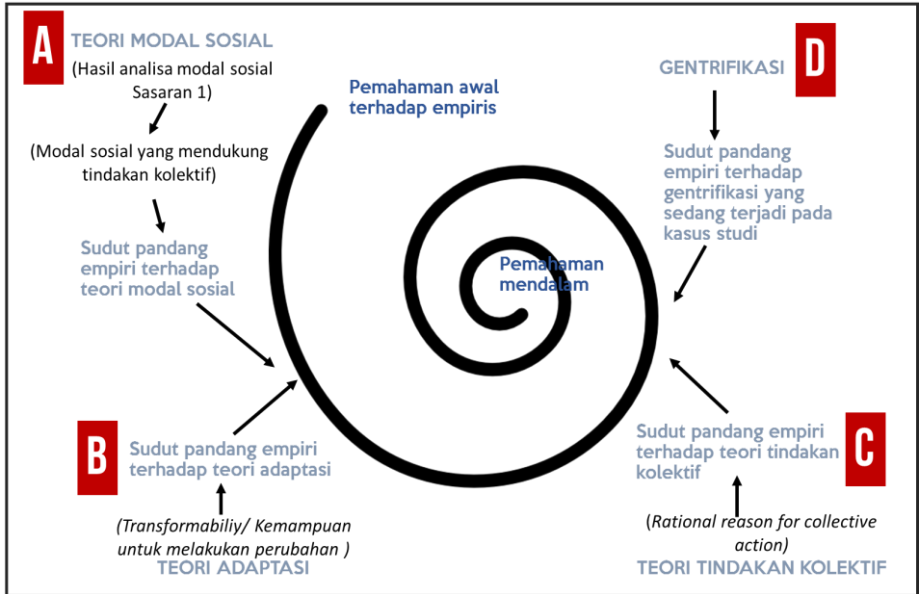 A
TEORI MODAL SOSIAL
(Hasil analisa modal sosial
Sasaran 1)
(Modal sosial yang mendukung
tindakan kolektif)
Sudut pandang
empiri terhadap
teori modal sosial
B
Sudut pandang empiri
terhadap teori adaptasi
(Transformabiliy/ Kemampuan
untuk melakukan perubahan )
TEORI ADAPTASI
Pemahaman awal
terhadap empiris
Pemahaman
mendalam
GENTRIFIKASI
D
Sudut pandang
empiri terhadap
gentrifikasi yang
sedang terjadi pada
kasus studi
Sudut pandang empiri
terhadap teori tindakan
kolektif
C
(Rational reason for collective
action)
TEORI TINDAKAN KOLEKTIF